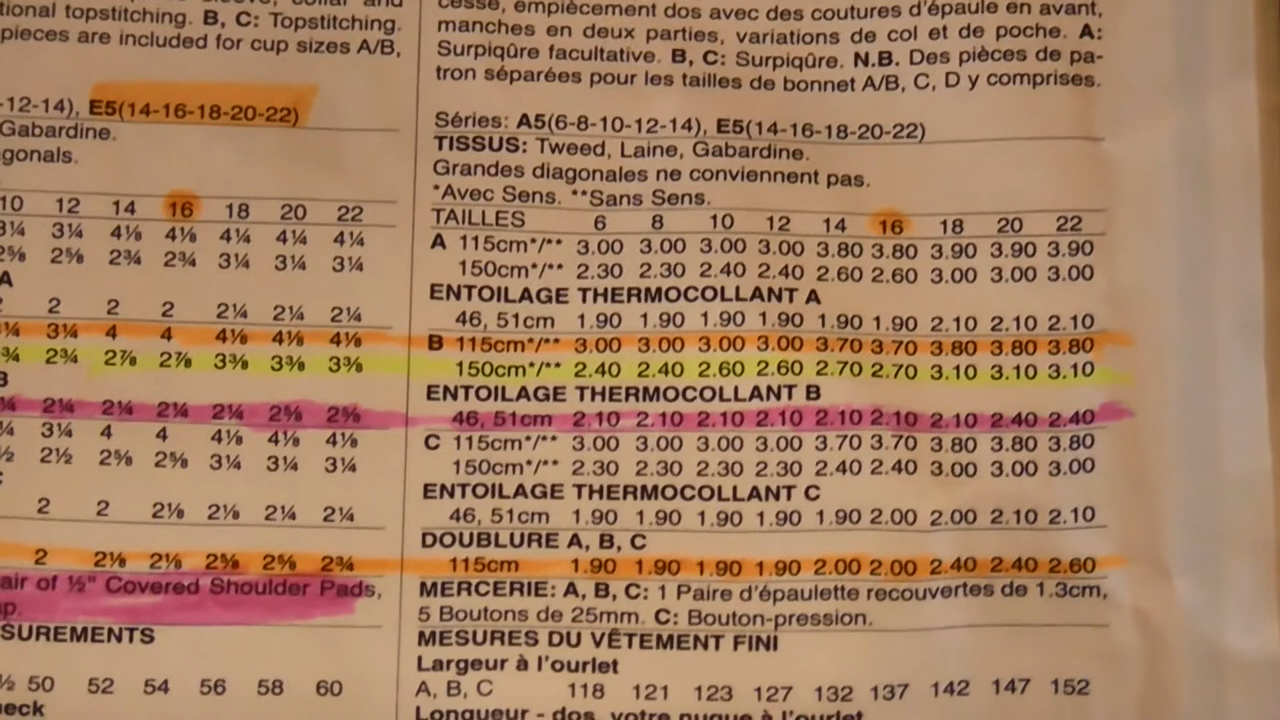 tional topstitching. B, C: Topstitching.
pieces are included for cup sizes A/B,
-12-14), E5(14-16-18-20-22)
Gabardine.
gonals.
10 12 14 16 18 20 22
3¼ 3¼ 4⅛ 4⅛ 4¼ 4¼ 4¼
2⅝ 2⅝ 2¾ 2¾ 3¼ 3¼ 3¼
A
2 2 2 2¼ 2¼ 2¼
¼ 3¼ 4 4 4⅛ 4⅛ 4⅛
¾ 2¾ 2⅞ 2⅞ 3⅜ 3⅜ 3⅜
B
¼ 2¼ 2¼ 2¼ 2¼ 2⅝ 2⅝
¼ 3¼ 4 4 4⅛ 4⅛ 4⅛
½ 2½ 2⅝ 2⅝ 3¼ 3¼ 3¼
2 2 2⅛ 2⅛ 2¼ 2¼
2 2⅛ 2⅛ 2⅝ 2⅝ 2¾
air of ½" Covered Shoulder Pads,
p.
SUREMENTS
½ 50 52 54 56 58 60
eck
cesse, empiècement dos avec des coutures d'épaule en avant,
manches en deux parties, variations de col et de poche. A:
Surpiqûre facultative. B, C: Surpiqûre. N.B. Des pièces de pa-
tron séparées pour les tailles de bonnet A/B, C, D y comprises.
Séries: A5(6-8-10-12-14), E5(14-16-18-20-22)
TISSUS: Tweed, Laine, Gabardine.
Grandes diagonales ne conviennent pas.
*Avec Sens. **Sans Sens.
TAILLES 6 8 10 12 14 16 18 20 22
A 115cm*/** 3.00 3.00 3.00 3.00 3.80 3.80 3.90 3.90 3.90
150cm*/** 2.30 2.30 2.40 2.40 2.60 2.60 3.00 3.00 3.00
ENTOILAGE THERMOCOLLANT A
46, 51cm 1.90 1.90 1.90 1.90 1.90 1.90 2.10 2.10 2.10
B 115cm*/** 3.00 3.00 3.00 3.00 3.70 3.70 3.80 3.80 3.80
150cm*/** 2.40 2.40 2.60 2.60 2.70 2.70 3.10 3.10 3.10
ENTOILAGE THERMOCOLLANT B
46, 51cm 2.10 2.10 2.10 2.10 2.10 2.10 2.10 2.40 2.40
C 115cm*/** 3.00 3.00 3.00 3.00 3.70 3.70 3.80 3.80 3.80
150cm*/** 2.30 2.30 2.30 2.30 2.40 2.40 3.00 3.00 3.00
ENTOILAGE THERMOCOLLANT C
46, 51cm 1.90 1.90 1.90 1.90 1.90 2.00 2.00 2.10 2.10
DOUBLURE A, B, C
115cm 1.90 1.90 1.90 1.90 2.00 2.00 2.40 2.40 2.60
MERCERIE: A, B, C: 1 Paire d'épaulette recouvertes de 1.3cm,
5 Boutons de 25mm. C: Bouton-pression.
MESURES DU VÊTEMENT FINI
Largeur à l'ourlet
A, B, C 118 121 123 127 132 137 142 147 152
Longueur - dos, votre nuque à l'ourlet